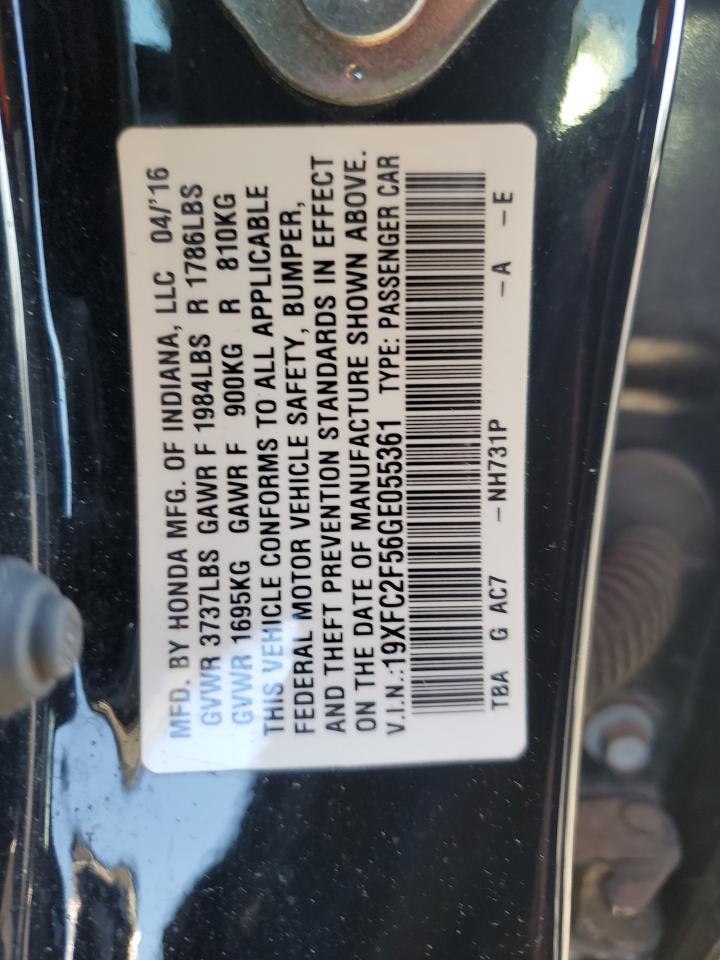 MFD. BY HONDA MFG. OF INDIANA, LLC 04/'16
GVWR 3737LBS GAWR F 1984LBS R 1786LBS
GVWR 1695KG GAWR F 900KG R 810KG
THIS VEHICLE CONFORMS TO ALL APPLICABLE
FEDERAL MOTOR VEHICLE SAFETY, BUMPER,
AND THEFT PREVENTION STANDARDS IN EFFECT
ON THE DATE OF MANUFACTURE SHOWN ABOVE.
V.I.N.:19XFC2F56GE055361 TYPE: PASSENGER CAR
TBA G AC7 -NH731P -A -E